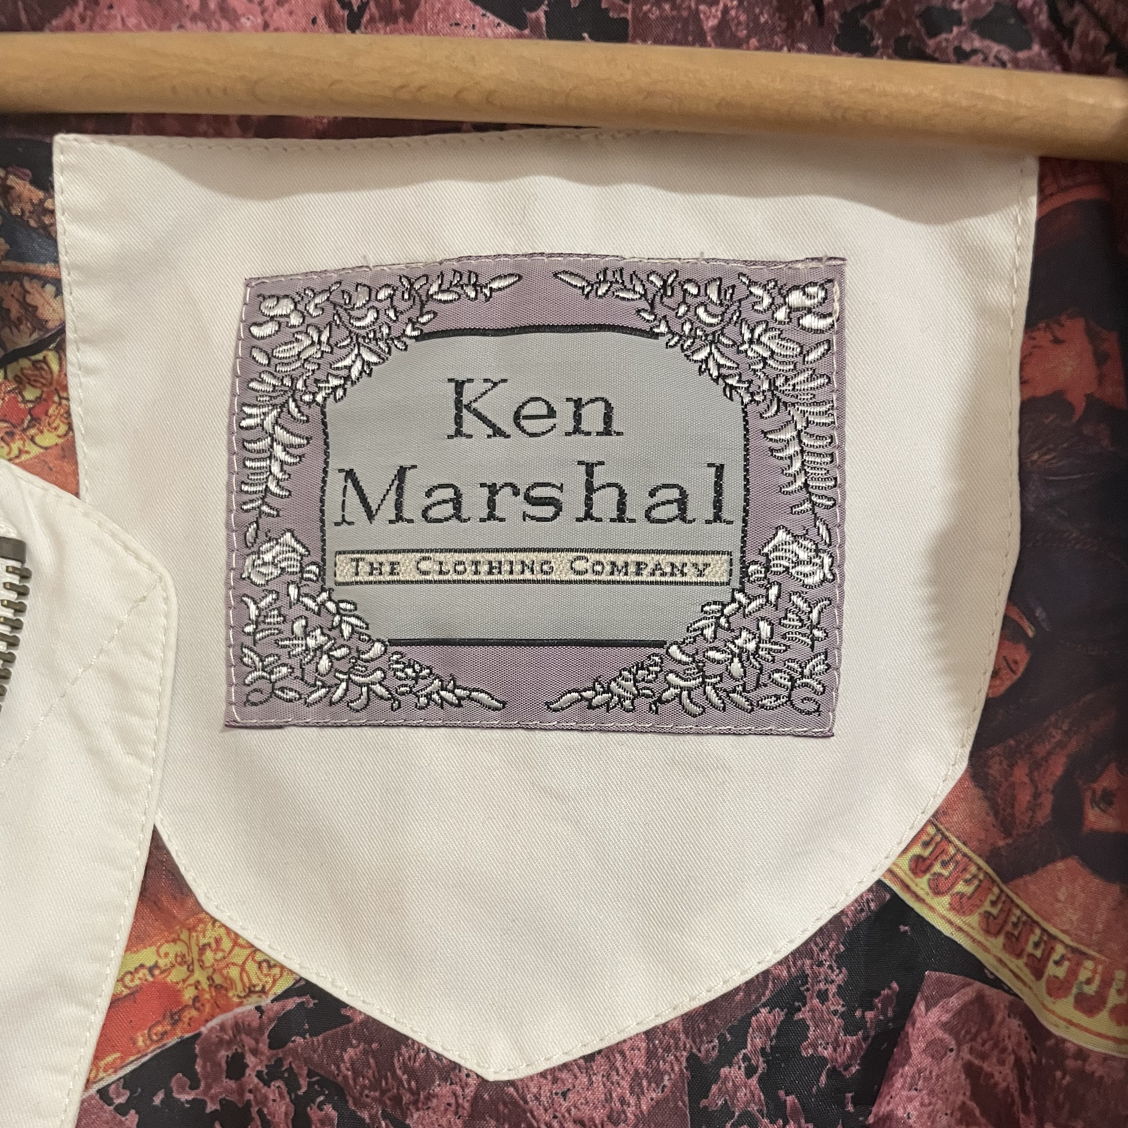 Ken
Marshal
The Clothing Company